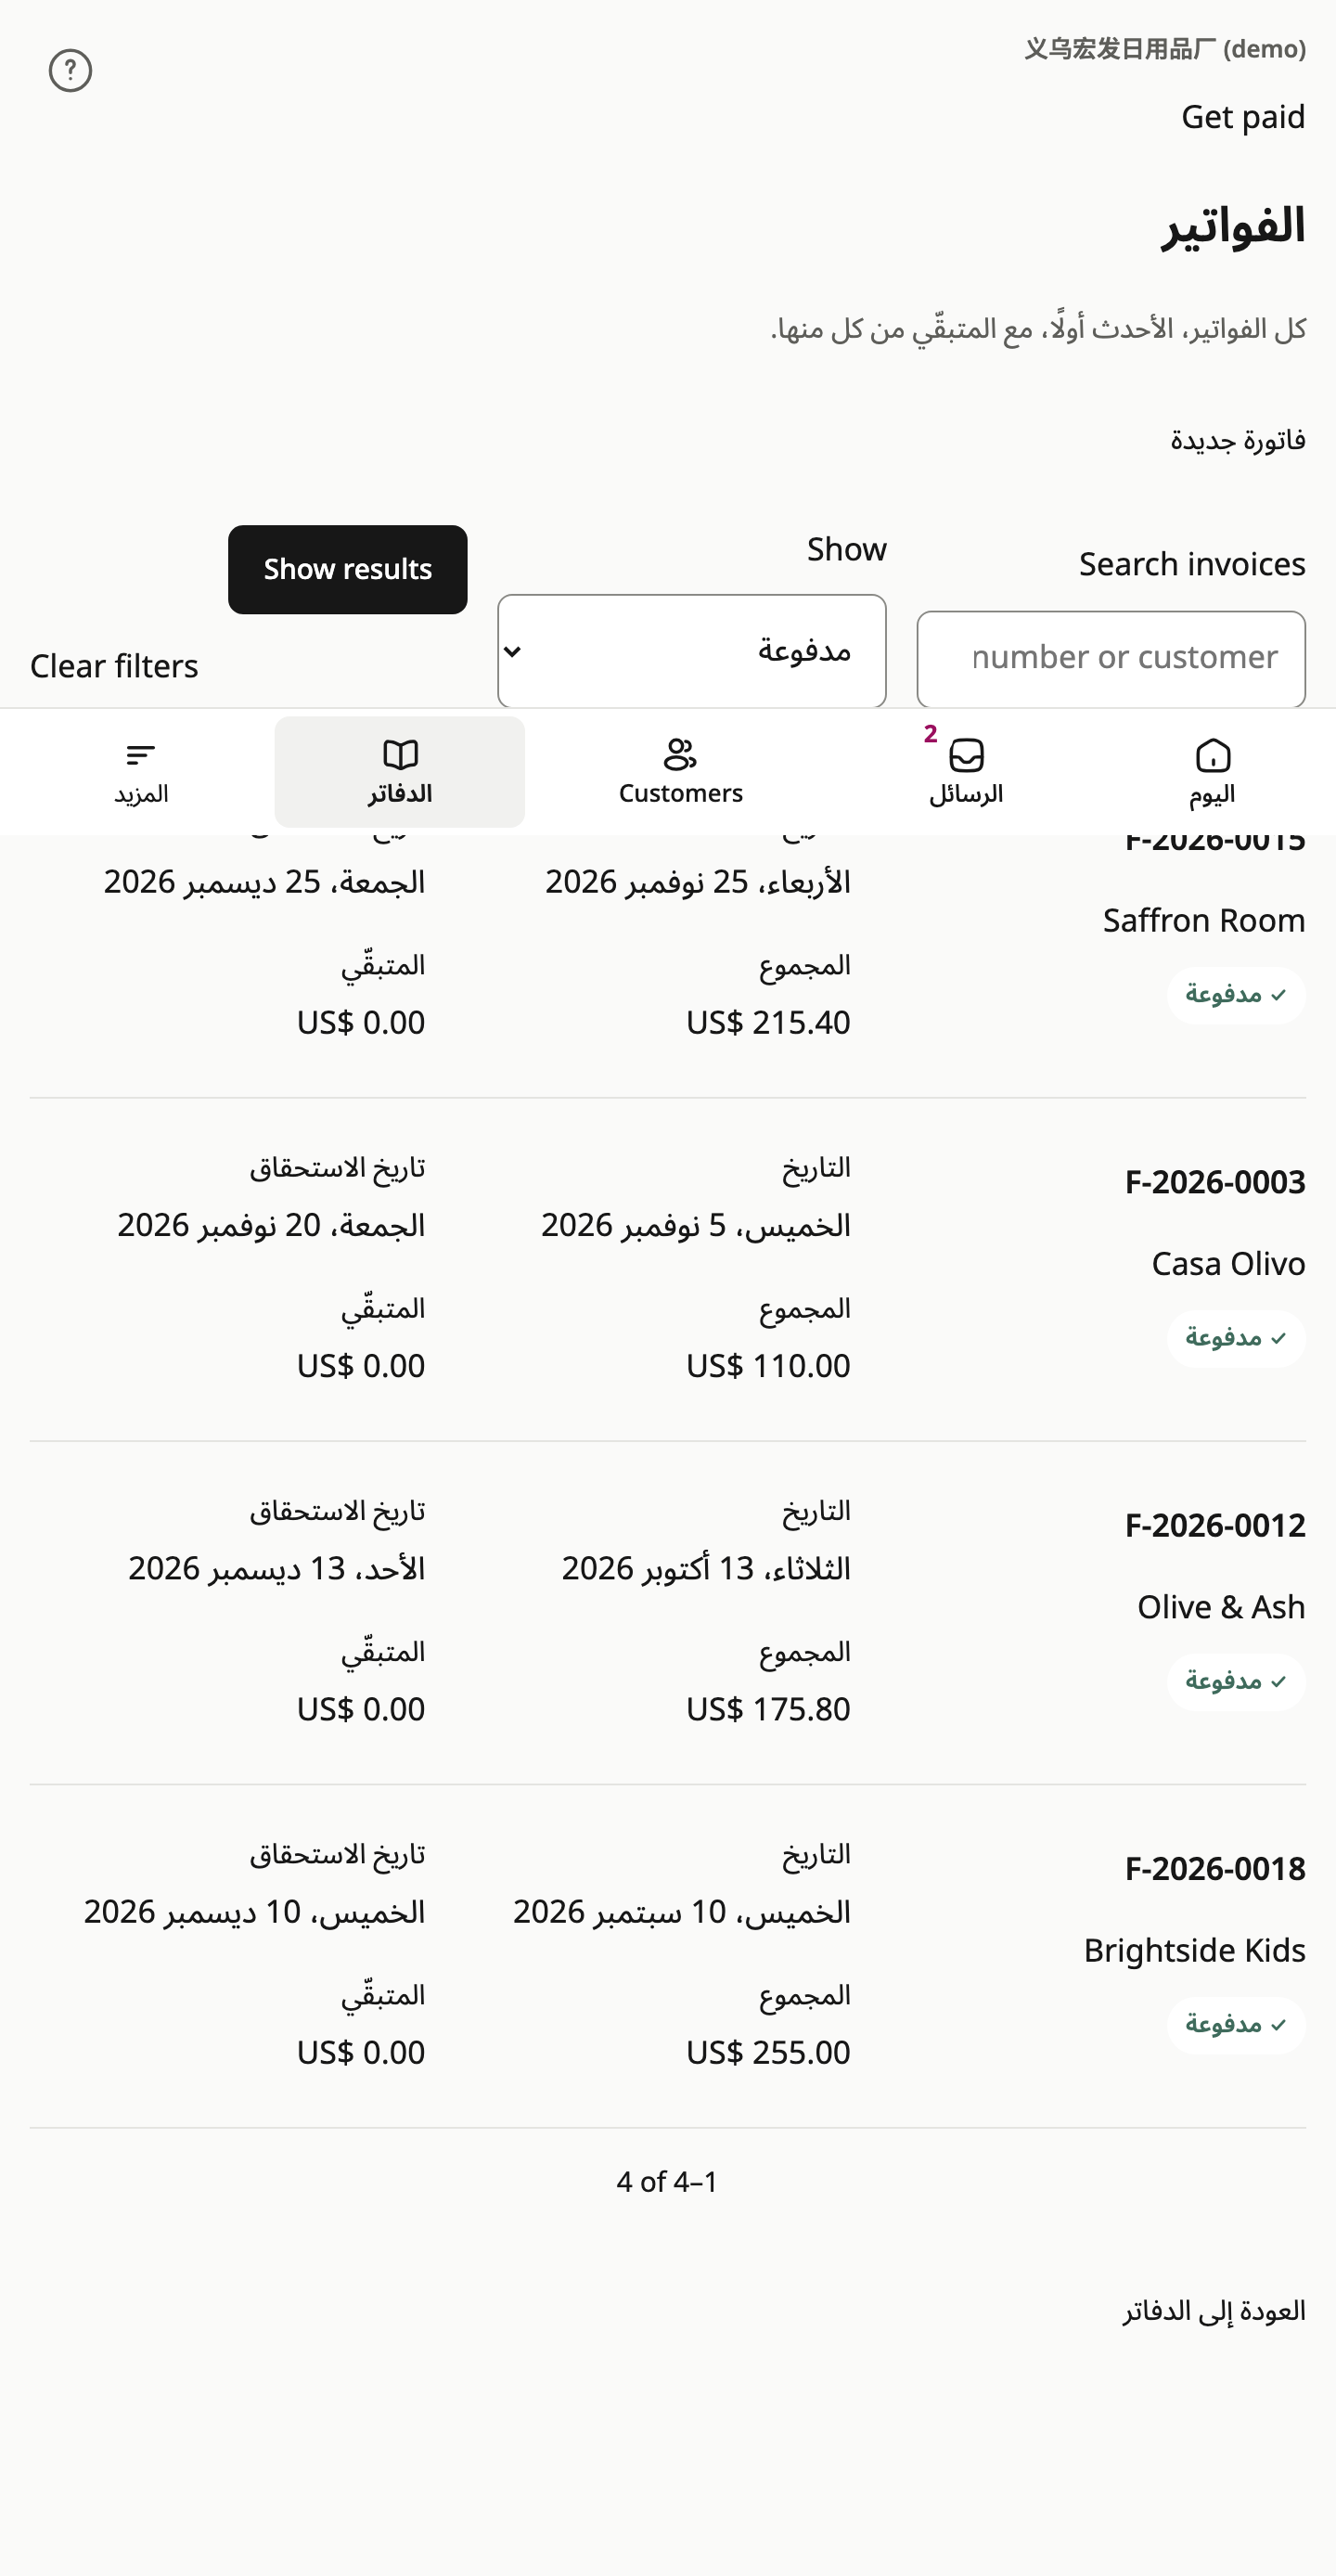 义乌宏发日用品厂 (demo)
Get paid
الفواتير
كل الفواتير، الأحدث أولًا، مع المتبقّي من كل منها.
فاتورة جديدة
Search invoices
number or customer
Show
مدفوعة
Show results
Clear filters
اليوم
2
الرسائل
Customers
الدفاتر
المزيد
F-2026-0015
Saffron Room
✓ مدفوعة
الأربعاء، 25 نوفمبر 2026
الجمعة، 25 ديسمبر 2026
المجموع
US$ 215.40
المتبقّي
US$ 0.00
F-2026-0003
Casa Olivo
✓ مدفوعة
التاريخ
الخميس، 5 نوفمبر 2026
تاريخ الاستحقاق
الجمعة، 20 نوفمبر 2026
المجموع
US$ 110.00
المتبقّي
US$ 0.00
F-2026-0012
Olive & Ash
✓ مدفوعة
التاريخ
الثلاثاء، 13 أكتوبر 2026
تاريخ الاستحقاق
الأحد، 13 ديسمبر 2026
المجموع
US$ 175.80
المتبقّي
US$ 0.00
F-2026-0018
Brightside Kids
✓ مدفوعة
التاريخ
الخميس، 10 سبتمبر 2026
تاريخ الاستحقاق
الخميس، 10 ديسمبر 2026
المجموع
US$ 255.00
المتبقّي
US$ 0.00
4 of 4–1
العودة إلى الدفاتر